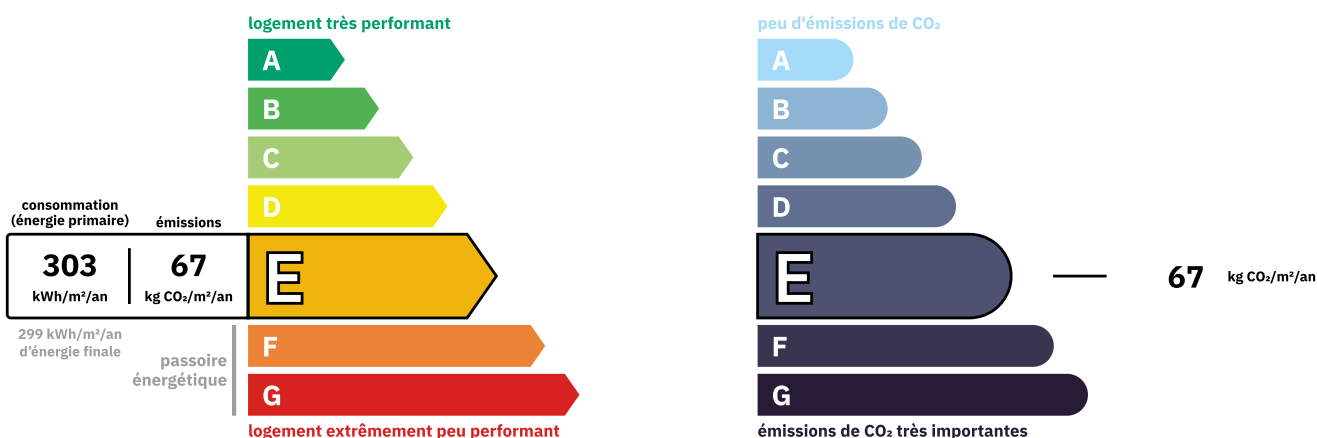 logement très performant
A
B
C
D
consommation
(énergie primaire)
émissions
303
kWh/m²/an
67
kg CO₂/m²/an
E
299 kWh/m²/an
d'énergie finale
passoire
énergétique
F
G
logement extrêmement peu performant
peu d'émissions de CO₂
A
B
C
D
E
67 kg CO₂/m²/an
F
G
émissions de CO₂ très importantes